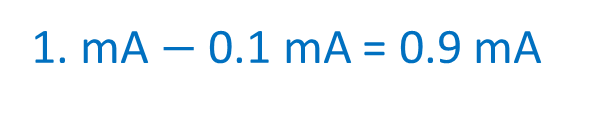 1. mA – 0.1 mA = 0.9 mA